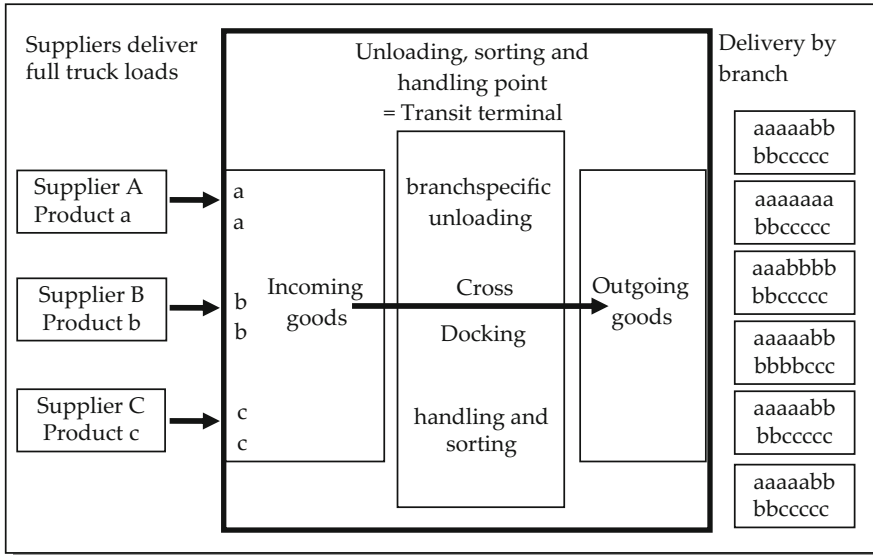 Suppliers deliver
full truck loads
Unloading, sorting and
handling point
= Transit terminal
Delivery by
branch
Supplier A
Product a
Supplier B
Product b
Supplier C
Product c
a
a
b
b
c
c
Incoming
goods
branchspecific
unloading
Cross
Docking
handling and
sorting
Outgoing
goods
aaaaabb
bbccccc
aaaaaaa
bbccccc
aaabbbb
bbccccc
aaaaabb
bbbbccc
aaaaabb
bbccccc
aaaaabb
bbccccc